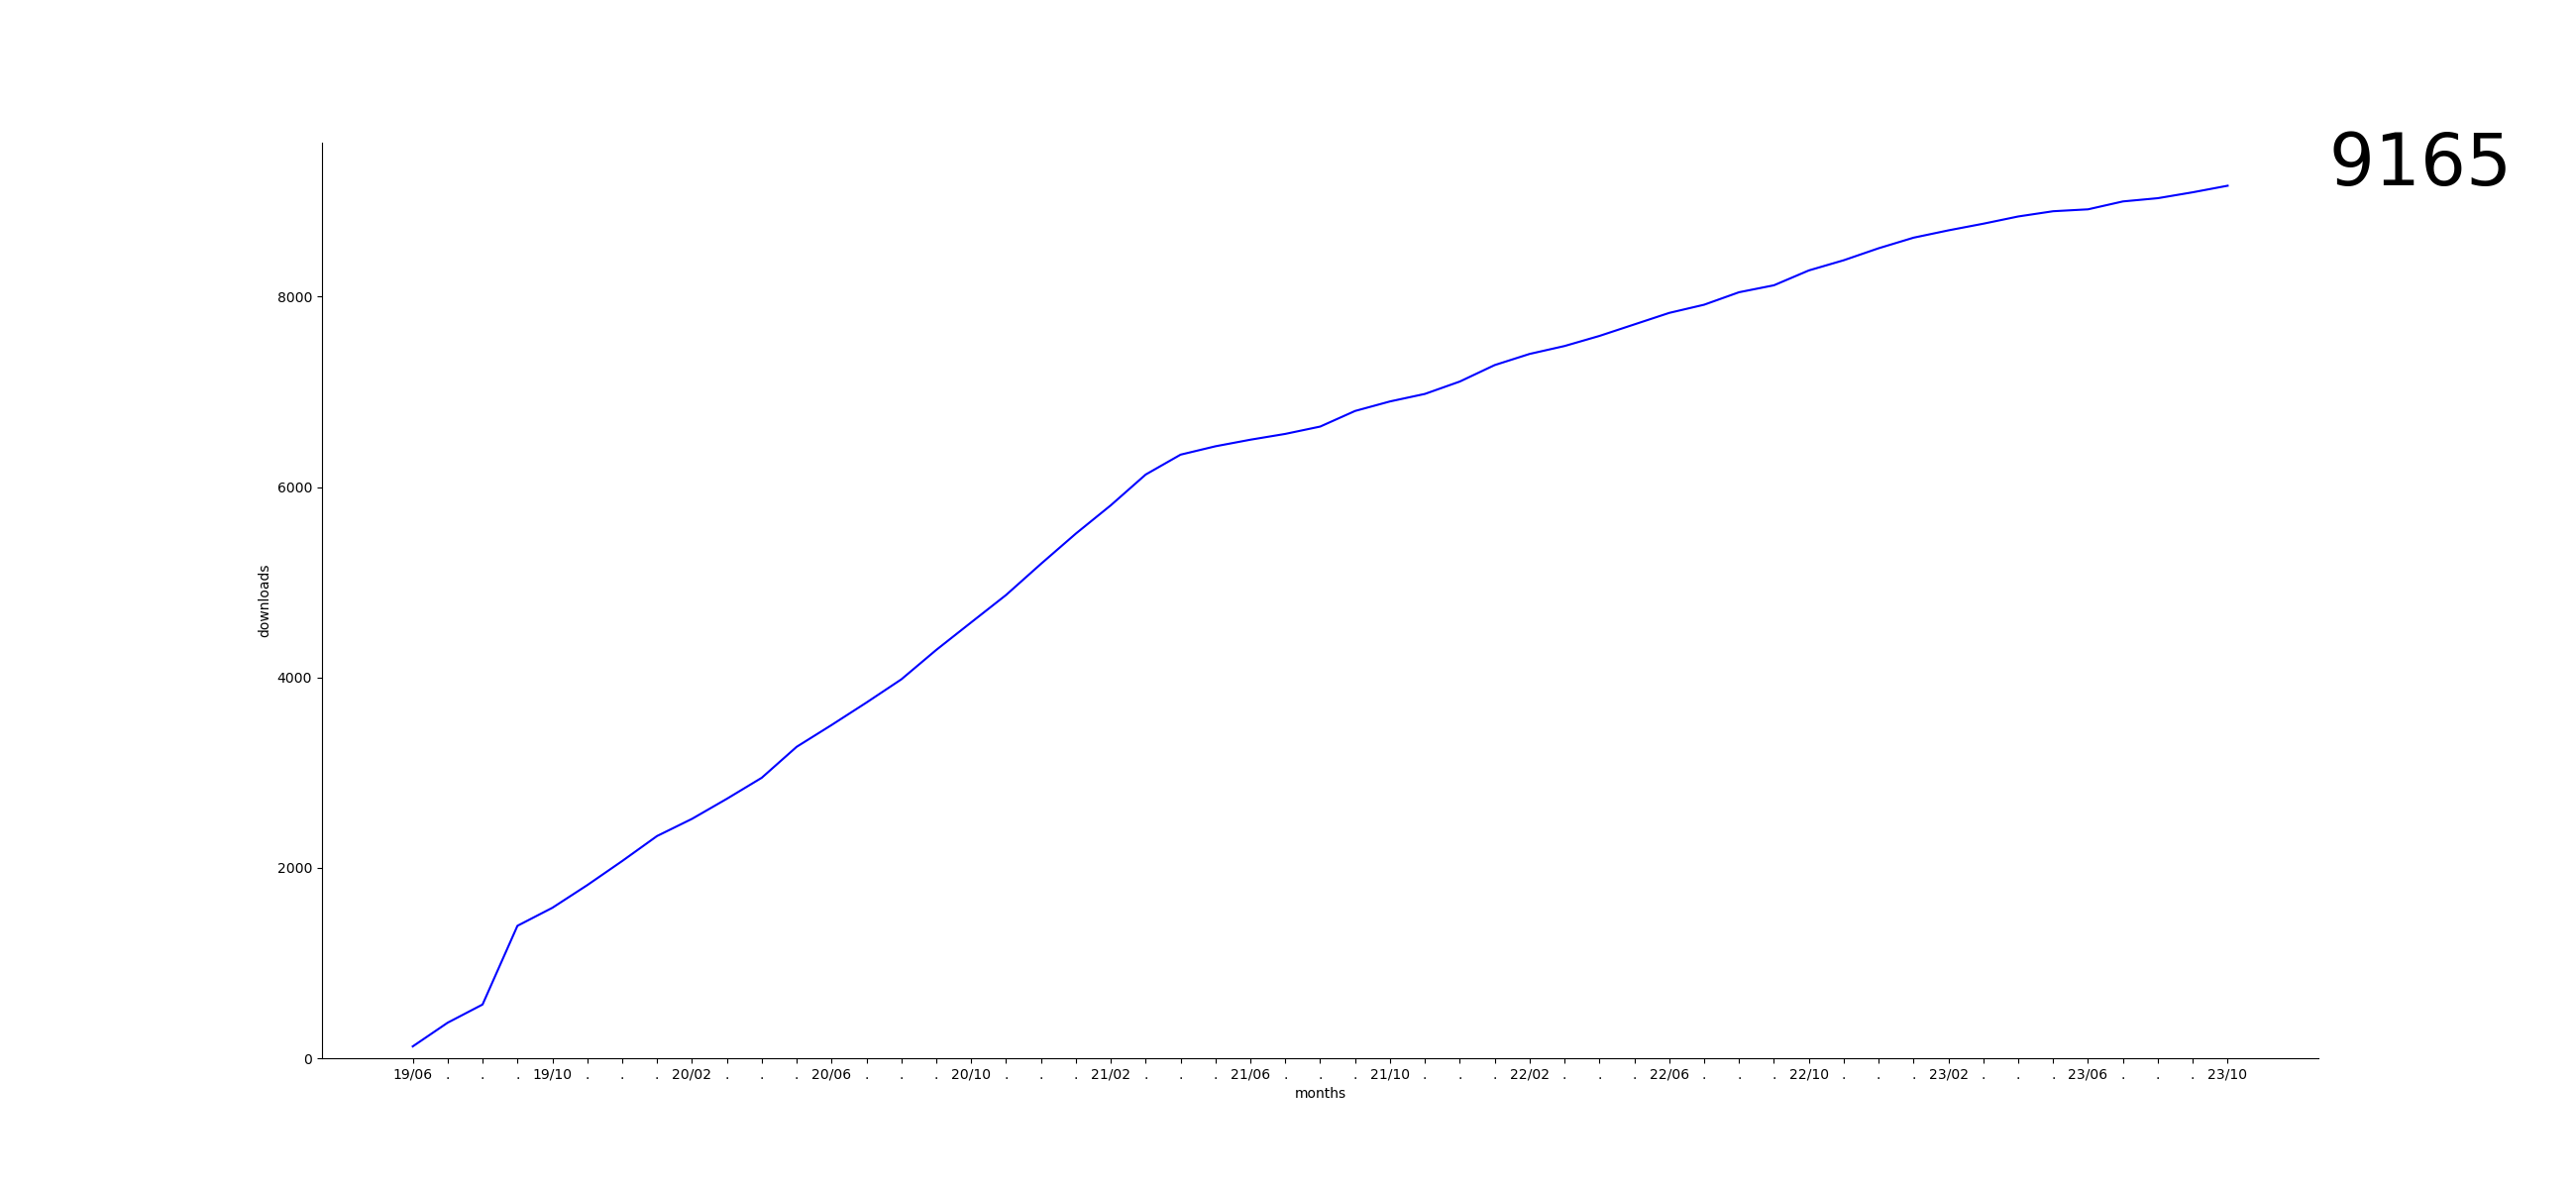 9165
8000
6000
4000
2000
0
downloads
19/06 . . . 19/10 . . . 20/02 . . . 20/06 . . . 20/10 . . . 21/02 . . . 21/06 . . . 21/10 . . . 22/02 . . . 22/06 . . . 22/10 . . . 23/02 . . . 23/06 . . . 23/10
months